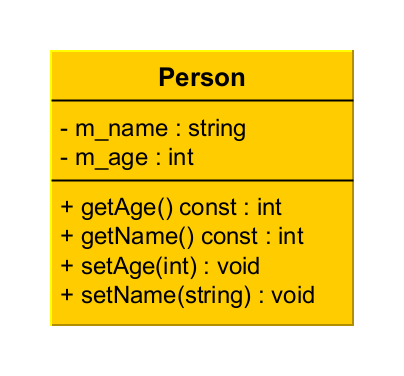 Person
- m_name : string
- m_age : int
+ getAge() const : int
+ getName() const : int
+ setAge(int) : void
+ setName(string) : void